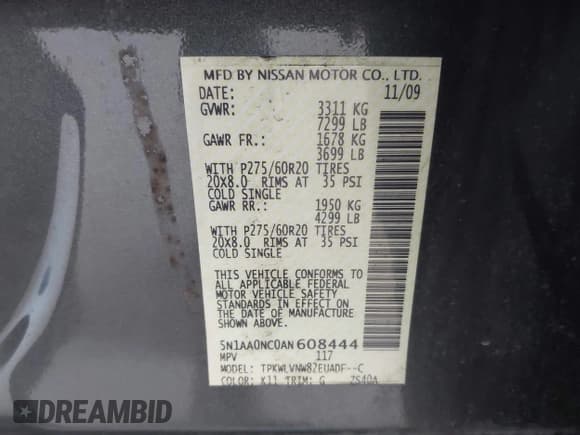 MFD BY NISSAN MOTOR CO., LTD.
DATE: 11/09
GVWR: 3311 KG
7299 LB
GAWR FR.: 1678 KG
3699 LB
WITH P275/60R20 TIRES
20X8.0 RIMS AT 35 PSI
COLD SINGLE
GAWR RR.: 1950 KG
4299 LB
WITH P275/60R20 TIRES
20X8.0 RIMS AT 35 PSI
COLD SINGLE
THIS VEHICLE CONFORMS TO
ALL APPLICABLE FEDERAL
MOTOR VEHICLE SAFETY
STANDARDS IN EFFECT ON
THE DATE OF MANUFACTURE
SHOWN ABOVE.
5N1AA0NC0AN608444
MPV 117
MODEL: TPKWLVNW82EUADF--C
COLOR: K11 TRIM: G ZS40A
DREAMBID